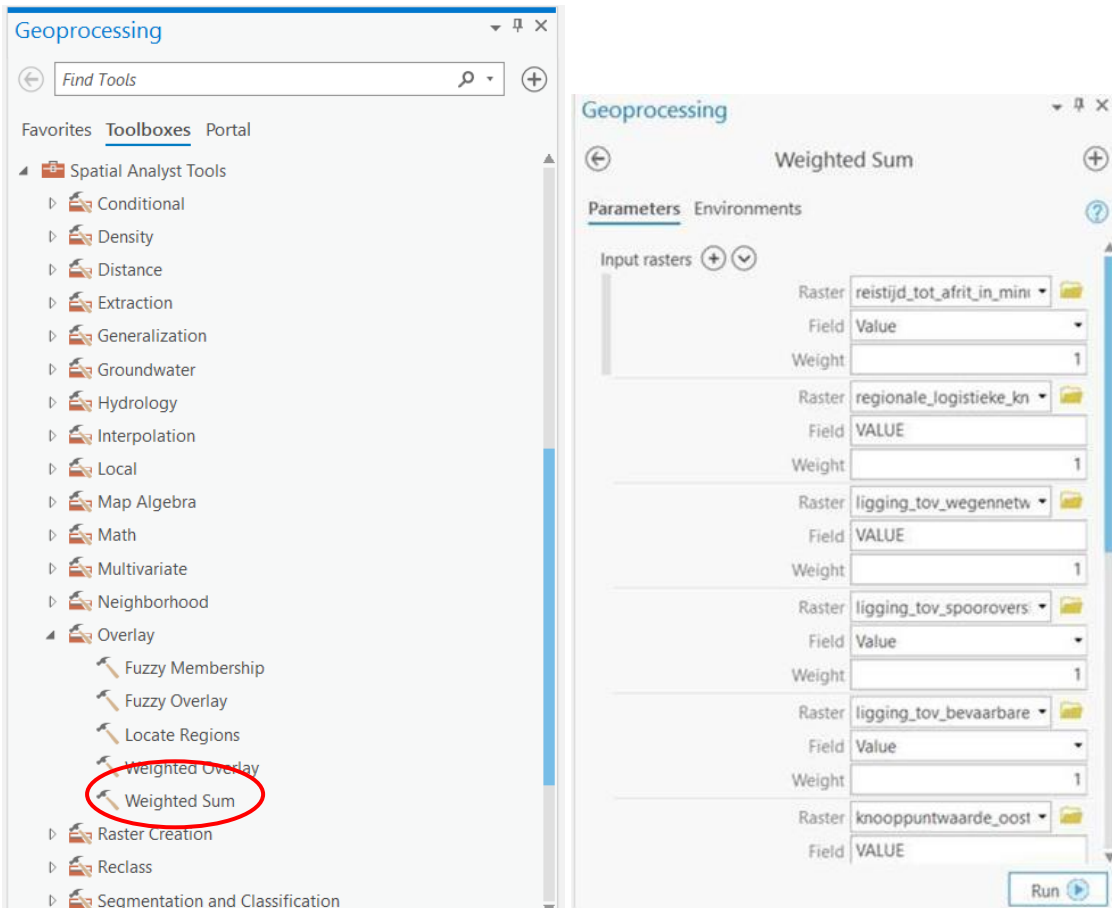 Geoprocessing
Find Tools
Favorites Toolboxes Portal
Spatial Analyst Tools
Conditional
Density
Distance
Extraction
Generalization
Groundwater
Hydrology
Interpolation
Local
Map Algebra
Math
Multivariate
Neighborhood
Overlay
Fuzzy Membership
Fuzzy Overlay
Locate Regions
Weighted Overlay
Weighted Sum
Raster Creation
Reclass
Segmentation and Classification
Geoprocessing
Weighted Sum
Parameters Environments
Input rasters
Raster reistijd_tot_afrit_in_min
Field Value
Weight 1
Raster regionale_logistieke_kn
Field VALUE
Weight 1
Raster ligging_tov_wegennetw
Field VALUE
Weight 1
Raster ligging_tov_spoorovers
Field Value
Weight 1
Raster ligging_tov_bevaarbare
Field Value
Weight 1
Raster knooppuntwaarde_oost
Field VALUE
Run